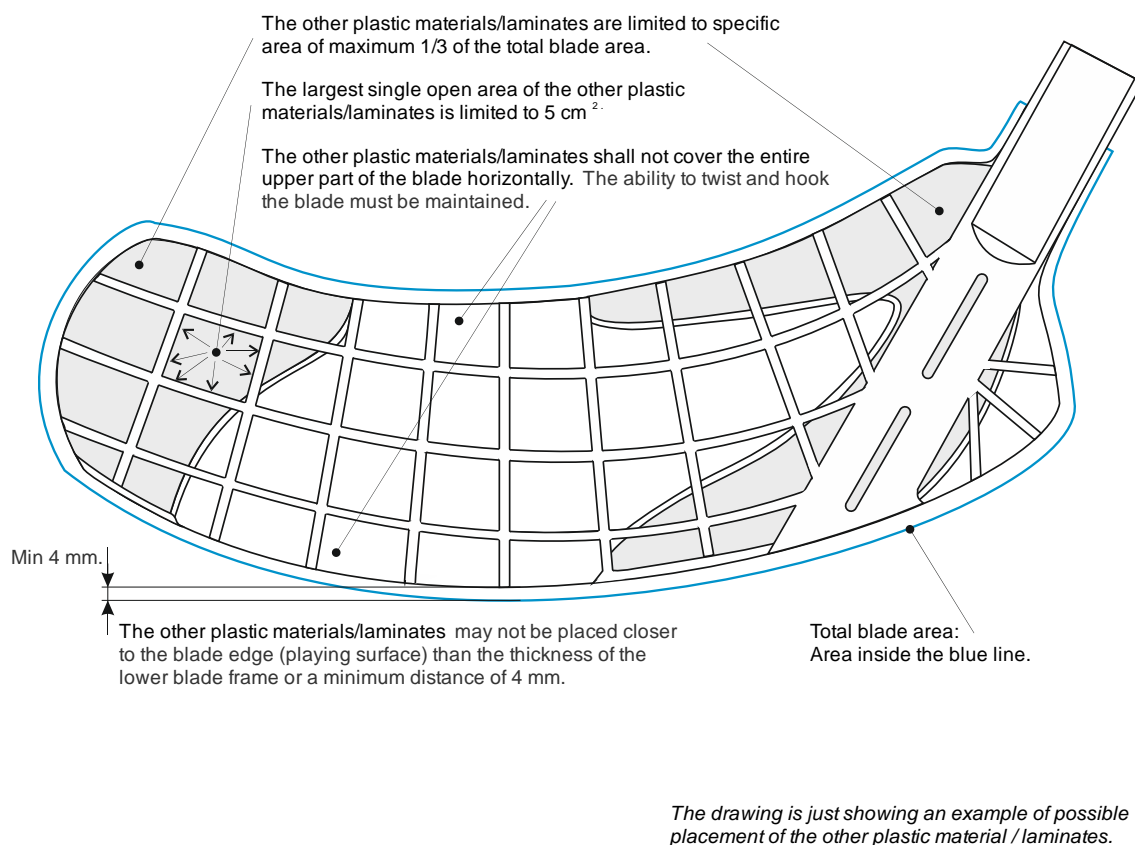 The other plastic materials/laminates are limited to specific
area of maximum 1/3 of the total blade area.
The largest single open area of the other plastic
materials/laminates is limited to 5 cm ².
The other plastic materials/laminates shall not cover the entire
upper part of the blade horizontally. The ability to twist and hook
the blade must be maintained.
Min 4 mm.
The other plastic materials/laminates may not be placed closer
to the blade edge (playing surface) than the thickness of the
lower blade frame or a minimum distance of 4 mm.
Total blade area:
Area inside the blue line.
The drawing is just showing an example of possible
placement of the other plastic material / laminates.